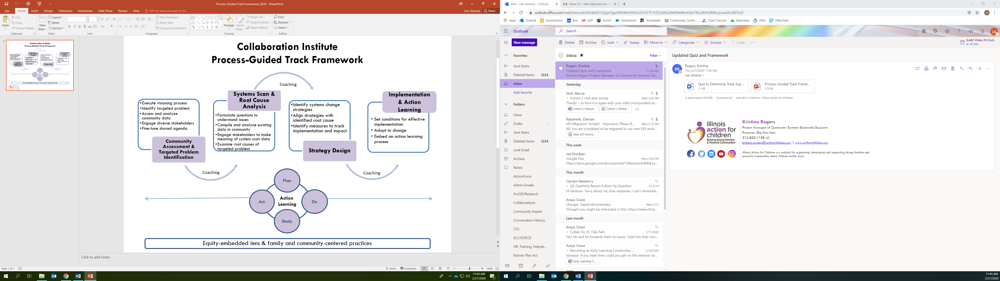 Process-Guided Track Framework_2020 - PowerPoint
File Home Insert Design Transitions Animations Slide Show Review View Tell me what you want to do...
Lee, Vanessa Share
Paste
Cut
Copy
Format Painter
Clipboard
New
Slide
Layout
Reset
Section
Slides
B I U S abc AV Aa A
Font
Paragraph
Text Direction
Align Text
Convert to SmartArt
Arrange
Quick
Styles
Shape Fill
Shape Outline
Shape Effects
Drawing
Find
Replace
Select
Editing
1
Collaboration Institute
Process-Guided Track Framework
Coaching
•Execute visioning process
•Identify targeted problem
•Access and analyze
community data
•Engage diverse stakeholders
•Fine-tune shared agenda
Community
Assessment &
Targeted Problem
Identification
Systems Scan &
Root Cause
Analysis
•Formulate questions to
understand issues
•Compile and analyze existing
data in community
•Engage stakeholders to make
meaning of system scan data
•Examine root causes of
targeted problem
•Identify systems change
strategies
•Align strategies with
identified root cause
•Identify measures to track
implementation and impact
Strategy Design
Implementation
& Action
Learning
• Set conditions for effective
implementation
• Adapt to change
• Embed an action learning
process
Coaching
Coaching
Plan
Act
Action
Learning
Do
Study
Equity-embedded lens & family and community-centered practices
Click to add notes
Slide 1 of 1
Notes Comments 140%
11:44 AM
2/27/2020
Mail - Lee, Vanessa - Outlook
Inbox (1) - vllee7@gmail.com - G
Apps Outlook SurveyGizmo Box ADP ArcGIS Actionforce Smartsheet Community Comm... Chart Chooser Basecamp DMS Piktochart
Outlook
Search
LV
New message
Delete Archive Junk Sweep Move to Categorize Snooze Undo ...
ILA4C Video #2 Cont.
in 16 min
Favorites
Sent Items
Deleted Items 1224
Inbox
Add favorite
Folders
Inbox
Drafts 1
Sent Items
Deleted Items 1224
Junk Email
Archive
Notes
ActionForce
Admin Emails
ArcGIS/Research
Collaborations
Community Impact
Conversation History
CS3
ELC/GOECD
HR, Training, Helpde...
Partner Plan Act
Inbox ★ Filter
Rogers, Kristina
Updated Quiz and Framework 11:36 AM
Kristina Rogers Project Manager of Community Systems Sta...
Yesterday
Stoll, Marcia
Cohort 2 mid-year survey Wed 2:43 PM
Thanks – so here it is again with your edits incorporated an...
Cohort 2 Midye... Cohort 2 Midye... +3
Raszewski, Damian
VDI Migration Tonight - Important, Please R... Wed 2:15 PM
All, You are scheduled to be migrated to our new VDI envir...
New VDI Enviro...
This week
Jed Knudsen
Google Doc Mon 3:04 PM
https://docs.google.com/document/d/15WyiceSv2HR4dj1a...
This month
Carolyn Newberry
Q2 Quarterly Report Follow-Up Question Fri 2/14
Hi Vanessa- Sorry about my slow response. I can't remembe...
Araya, Grace
Chicago- based documentary Wed 2/12
Thought you might be interested in this: https://www.chica...
Last month
Araya, Grace
Collab. for EC Oak Park 1/17/2020
Yes! He said he forwards them to Laura. I told him that I em...
Araya, Grace
Becoming an Early Learning Community: ... 1/14/2020
Vanessa- if you have time could you get on this webinar an...
Early Learning C...
Updated Quiz and Framework
RK
Rogers, Kristina
Thu 2/27/2020 11:36 AM
Lee, Vanessa
Quiz to Determine Track Sup...
17 KB
Process-Guided Track Frame...
275 KB
2 attachments (339 KB) Download all Save all to OneDrive - Illinois Action for Children
illinois
action for
children
Building Strong Families
& Powerful Communities
Kristina Rogers
Project Manager of Community Systems Statewide Supports
Pronouns: She/her/hers
312-823-1158 (d)
kristina.rogers@actforchildren.org | www.actforchildren.org
Illinois Action for Children is a catalyst for organizing, developing and supporting strong families and
powerful communities where children matter most.
11:44 AM
2/27/2020